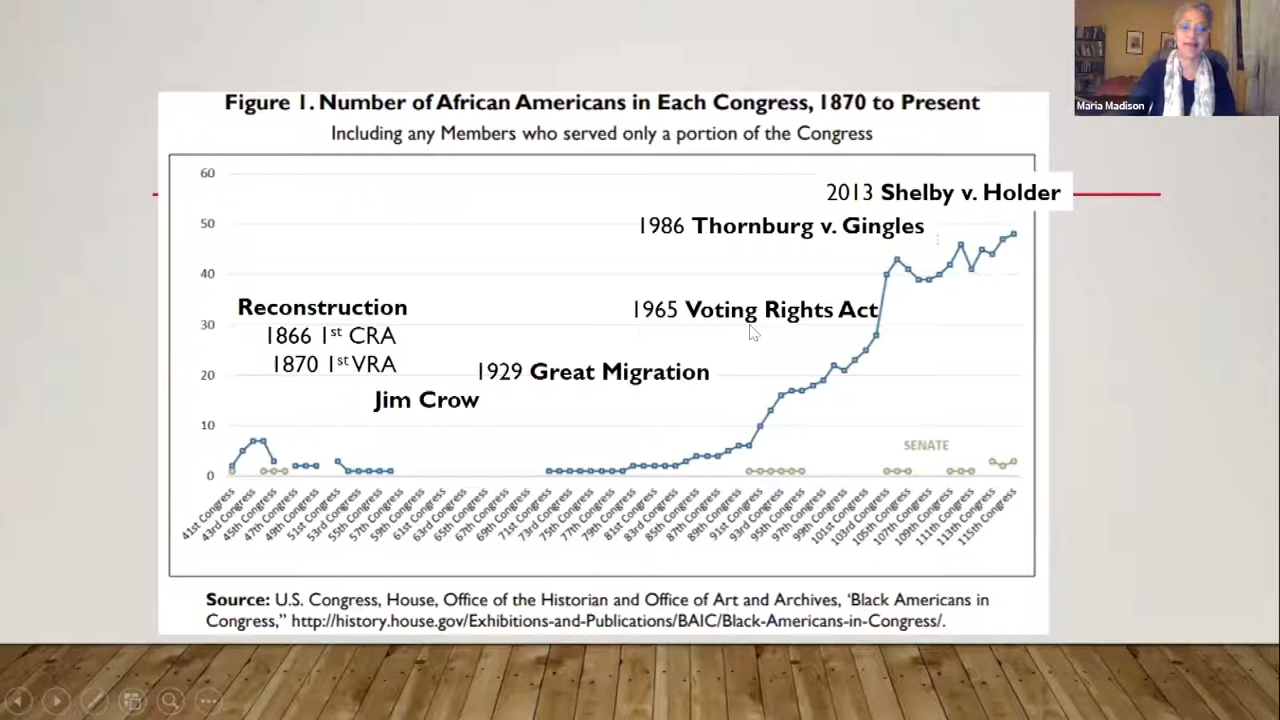 Maria Madison
Figure 1. Number of African Americans in Each Congress, 1870 to Present
Including any Members who served only a portion of the Congress
60
2013 Shelby v. Holder
50
1986 Thornburg v. Gingles
40
Reconstruction
1965 Voting Rights Act
30
1866 1st CRA
1870 1st VRA
20
1929 Great Migration
Jim Crow
10
SENATE
0
41st Congress
43rd Congress
45th Congress
47th Congress
49th Congress
51st Congress
53rd Congress
55th Congress
57th Congress
59th Congress
61st Congress
63rd Congress
65th Congress
67th Congress
69th Congress
71st Congress
73rd Congress
75th Congress
77th Congress
79th Congress
81st Congress
83rd Congress
85th Congress
87th Congress
89th Congress
91st Congress
93rd Congress
95th Congress
97th Congress
99th Congress
101st Congress
103rd Congress
105th Congress
107th Congress
109th Congress
111th Congress
113th Congress
115th Congress
Source: U.S. Congress, House, Office of the Historian and Office of Art and Archives, ‘Black Americans in
Congress,” http://history.house.gov/Exhibitions-and-Publications/BAIC/Black-Americans-in-Congress/.